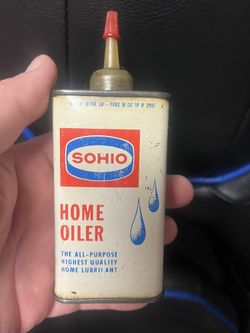 SOHIO
HOME
OILER
THE ALL-PURPOSE
HIGHEST QUALITY
HOME LUBRICANT